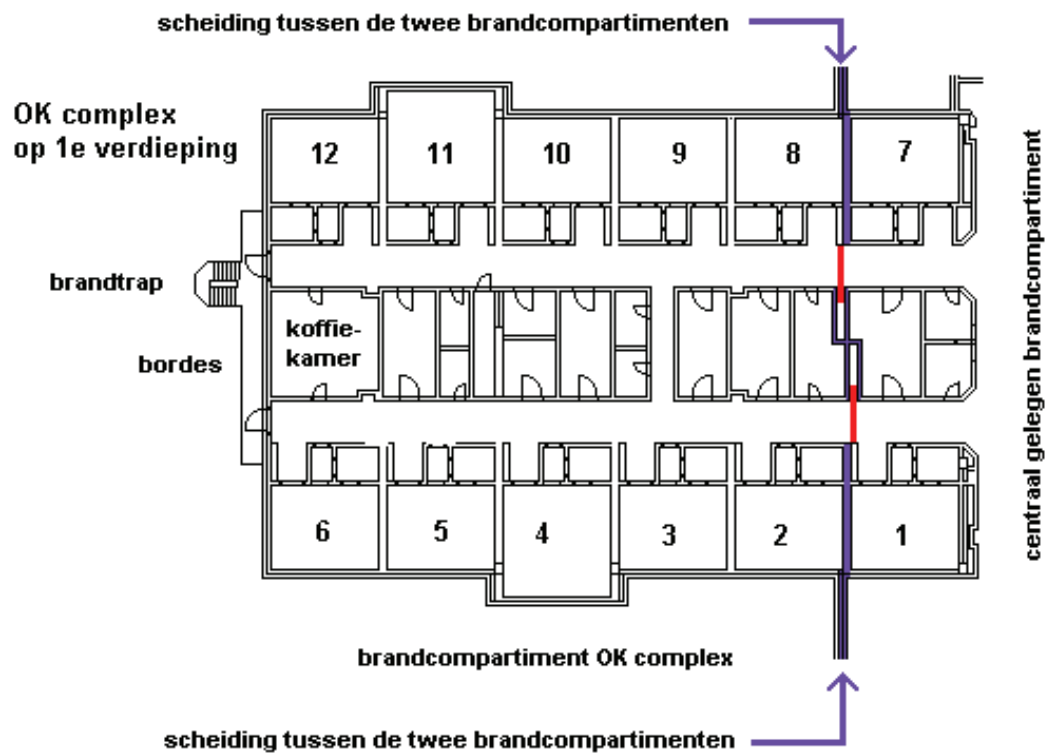 scheiding tussen de twee brandcompartimenten
OK complex
op 1e verdieping
12 11 10 9 8 7
brandtrap
koffie-
kamer
bordes
6 5 4 3 2 1
centraal gelegen brandcompartiment
brandcompartiment OK complex
scheiding tussen de twee brandcompartimenten